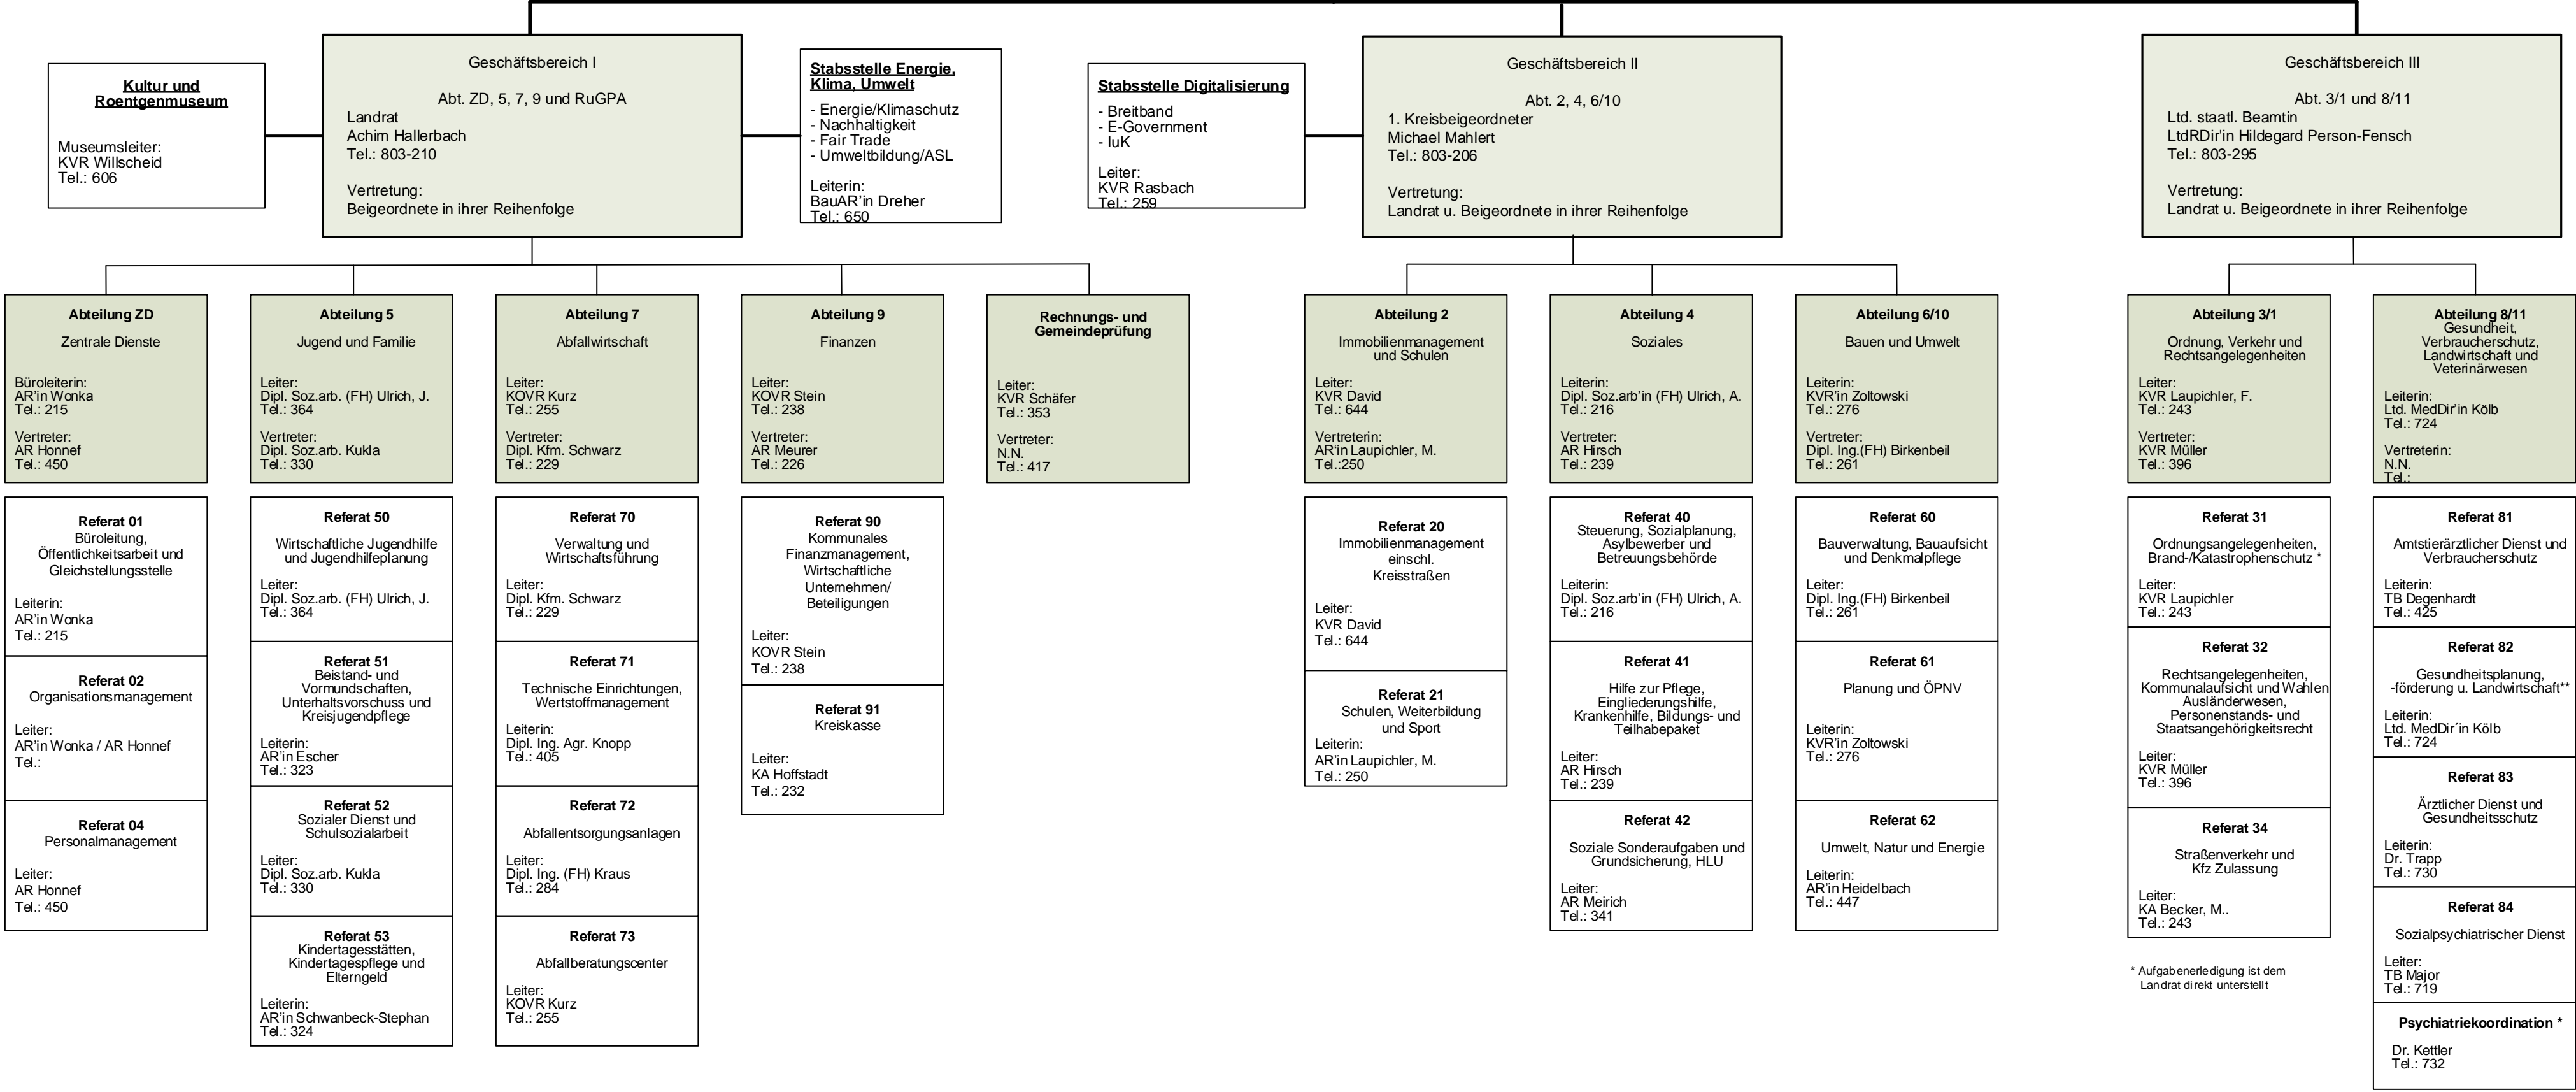 Kultur und
Roentgenmuseum
Museumsleiter:
KVR Willscheid
Tel.: 606
Geschäftsbereich I
Abt. ZD, 5, 7, 9 und RuGPA
Landrat
Achim Hallerbach
Tel.: 803-210
Vertretung:
Beigeordnete in ihrer Reihenfolge
Stabsstelle Energie,
Klima, Umwelt
- Energie/Klimaschutz
- Nachhaltigkeit
- Fair Trade
- Umweltbildung/ASL
Leiterin:
BauAR'in Dreher
Tel.: 650
Stabsstelle Digitalisierung
- Breitband
- E-Government
- IuK
Leiter:
KVR Rasbach
Tel.: 259
Geschäftsbereich II
Abt. 2, 4, 6/10
1. Kreisbeigeordneter
Michael Mahlert
Tel.: 803-206
Vertretung:
Landrat u. Beigeordnete in ihrer Reihenfolge
Geschäftsbereich III
Abt. 3/1 und 8/11
Ltd. staatl. Beamtin
LtdRDir'in Hildegard Person-Fensch
Tel.: 803-295
Vertretung:
Landrat u. Beigeordnete in ihrer Reihenfolge
Abteilung ZD
Zentrale Dienste
Büroleiterin:
AR'in Wonka
Tel.: 215
Vertreter:
AR Honnef
Tel.: 450
Abteilung 5
Jugend und Familie
Leiter:
Dipl. Soz.arb. (FH) Ulrich, J.
Tel.: 364
Vertreter:
Dipl. Soz.arb. Kukla
Tel.: 330
Abteilung 7
Abfallwirtschaft
Leiter:
KOVR Kurz
Tel.: 255
Vertreter:
Dipl. Kfm. Schwarz
Tel.: 229
Abteilung 9
Finanzen
Leiter:
KOVR Stein
Tel.: 238
Vertreter:
AR Meurer
Tel.: 226
Rechnungs- und
Gemeindeprüfung
Leiter:
KVR Schäfer
Tel.: 353
Vertreter:
N.N.
Tel.: 417
Abteilung 2
Immobilienmanagement
und Schulen
Leiter:
KVR David
Tel.: 644
Vertreterin:
AR'in Laupichler, M.
Tel.:250
Abteilung 4
Soziales
Leiterin:
Dipl. Soz.arb'in (FH) Ulrich, A.
Tel.: 216
Vertreter:
AR Hirsch
Tel.: 239
Abteilung 6/10
Bauen und Umwelt
Leiterin:
KVR'in Zoltowski
Tel.: 276
Vertreter:
Dipl. Ing.(FH) Birkenbeil
Tel.: 261
Abteilung 3/1
Ordnung, Verkehr und
Rechtsangelegenheiten
Leiter:
KVR Laupichler, F.
Tel.: 243
Vertreter:
KVR Müller
Tel.: 396
Abteilung 8/11
Gesundheit,
Verbraucherschutz,
Landwirtschaft und
Veterinärwesen
Leiterin:
Ltd. MedDir'in Kölb
Tel.: 724
Vertreterin:
N.N.
Tel.:
Referat 01
Büroleitung,
Öffentlichkeitsarbeit und
Gleichstellungsstelle
Leiterin:
AR'in Wonka
Tel.: 215
Referat 02
Organisationsmanagement
Leiter:
AR'in Wonka / AR Honnef
Tel.:
Referat 04
Personalmanagement
Leiter:
AR Honnef
Tel.: 450
Referat 50
Wirtschaftliche Jugendhilfe
und Jugendhilfeplanung
Leiter:
Dipl. Soz.arb. (FH) Ulrich, J.
Tel.: 364
Referat 51
Beistand- und
Vormundschaften,
Unterhaltsvorschuss und
Kreisjugendpflege
Leiterin:
AR'in Escher
Tel.: 323
Referat 52
Sozialer Dienst und
Schulsozialarbeit
Leiter:
Dipl. Soz.arb. Kukla
Tel.: 330
Referat 53
Kindertagesstätten,
Kindertagespflege und
Elterngeld
Leiterin:
AR'in Schwanbeck-Stephan
Tel.: 324
Referat 70
Verwaltung und
Wirtschaftsführung
Leiter:
Dipl. Kfm. Schwarz
Tel.: 229
Referat 71
Technische Einrichtungen,
Wertstoffmanagement
Leiterin:
Dipl. Ing. Agr. Knopp
Tel.: 405
Referat 72
Abfallentsorgungsanlagen
Leiter:
Dipl. Ing. (FH) Kraus
Tel.: 284
Referat 73
Abfallberatungscenter
Leiter:
KOVR Kurz
Tel.: 255
Referat 90
Kommunales
Finanzmanagement,
Wirtschaftliche
Unternehmen/
Beteiligungen
Leiter:
KOVR Stein
Tel.: 238
Referat 91
Kreiskasse
Leiter:
KA Hoffstadt
Tel.: 232
Referat 20
Immobilienmanagement
einschl.
Kreisstraßen
Leiter:
KVR David
Tel.: 644
Referat 21
Schulen, Weiterbildung
und Sport
Leiterin:
AR'in Laupichler, M.
Tel.: 250
Referat 40
Steuerung, Sozialplanung,
Asylbewerber und
Betreuungsbehörde
Leiterin:
Dipl. Soz.arb'in (FH) Ulrich, A.
Tel.: 216
Referat 41
Hilfe zur Pflege,
Eingliederungshilfe,
Krankenhilfe, Bildungs- und
Teilhabepaket
Leiter:
AR Hirsch
Tel.: 239
Referat 42
Soziale Sonderaufgaben und
Grundsicherung, HLU
Leiter:
AR Meirich
Tel.: 341
Referat 60
Bauverwaltung, Bauaufsicht
und Denkmalpflege
Leiter:
Dipl. Ing.(FH) Birkenbeil
Tel.: 261
Referat 61
Planung und ÖPNV
Leiterin:
KVR'in Zoltowski
Tel.: 276
Referat 62
Umwelt, Natur und Energie
Leiterin:
AR'in Heidelbach
Tel.: 447
Referat 31
Ordnungsangelegenheiten,
Brand-/Katastrophenschutz *
Leiter:
KVR Laupichler
Tel.: 243
Referat 32
Rechtsangelegenheiten,
Kommunalaufsicht und Wahlen
Ausländerwesen,
Personenstands- und
Staatsangehörigkeitsrecht
Leiter:
KVR Müller
Tel.: 396
Referat 34
Straßenverkehr und
Kfz Zulassung
Leiter:
KA Becker, M..
Tel.: 243
* Aufgabenerledigung ist dem
Landrat direkt unterstellt
Referat 81
Amtstierärztlicher Dienst und
Verbraucherschutz
Leiterin:
TB Degenhardt
Tel.: 425
Referat 82
Gesundheitsplanung,
-förderung u. Landwirtschaft**
Leiterin:
Ltd. MedDir´in Kölb
Tel.: 724
Referat 83
Ärztlicher Dienst und
Gesundheitsschutz
Leiterin:
Dr. Trapp
Tel.: 730
Referat 84
Sozialpsychiatrischer Dienst
Leiter:
TB Major
Tel.: 719
Psychiatriekoordination *
Dr. Kettler
Tel.: 732